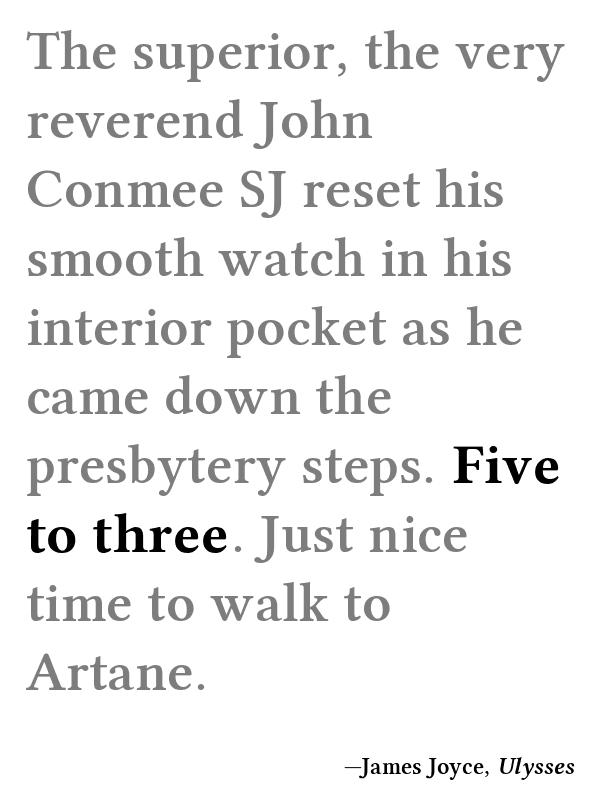 The superior, the very
reverend John
Conmee SJ reset his
smooth watch in his
interior pocket as he
came down the
presbytery steps. Five
to three. Just nice
time to walk to
Artane.
—James Joyce, Ulysses